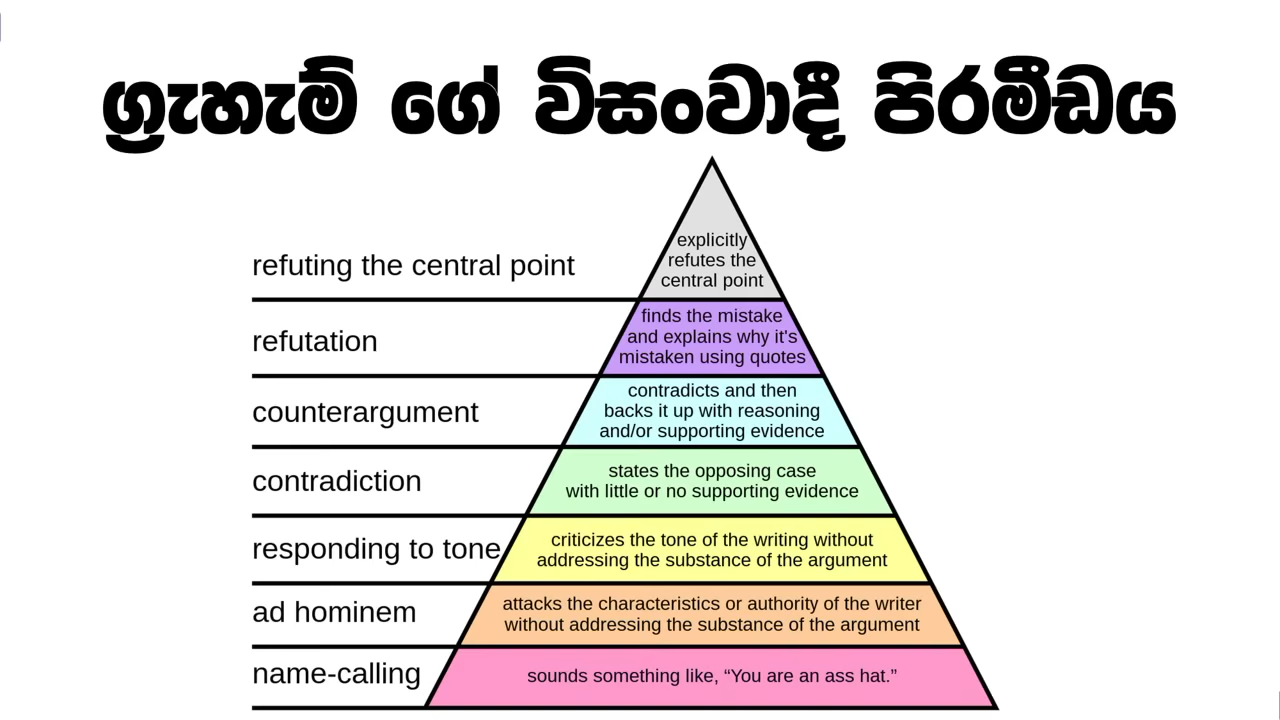 ග්‍රැහැම් ගේ විසංවාදී පිරමීඩය
refuting the central point
explicitly
refutes the
central point
refutation
finds the mistake
and explains why it's
mistaken using quotes
counterargument
contradicts and then
backs it up with reasoning
and/or supporting evidence
contradiction
states the opposing case
with little or no supporting evidence
responding to tone
criticizes the tone of the writing without
addressing the substance of the argument
ad hominem
attacks the characteristics or authority of the writer
without addressing the substance of the argument
name-calling
sounds something like, “You are an ass hat.”